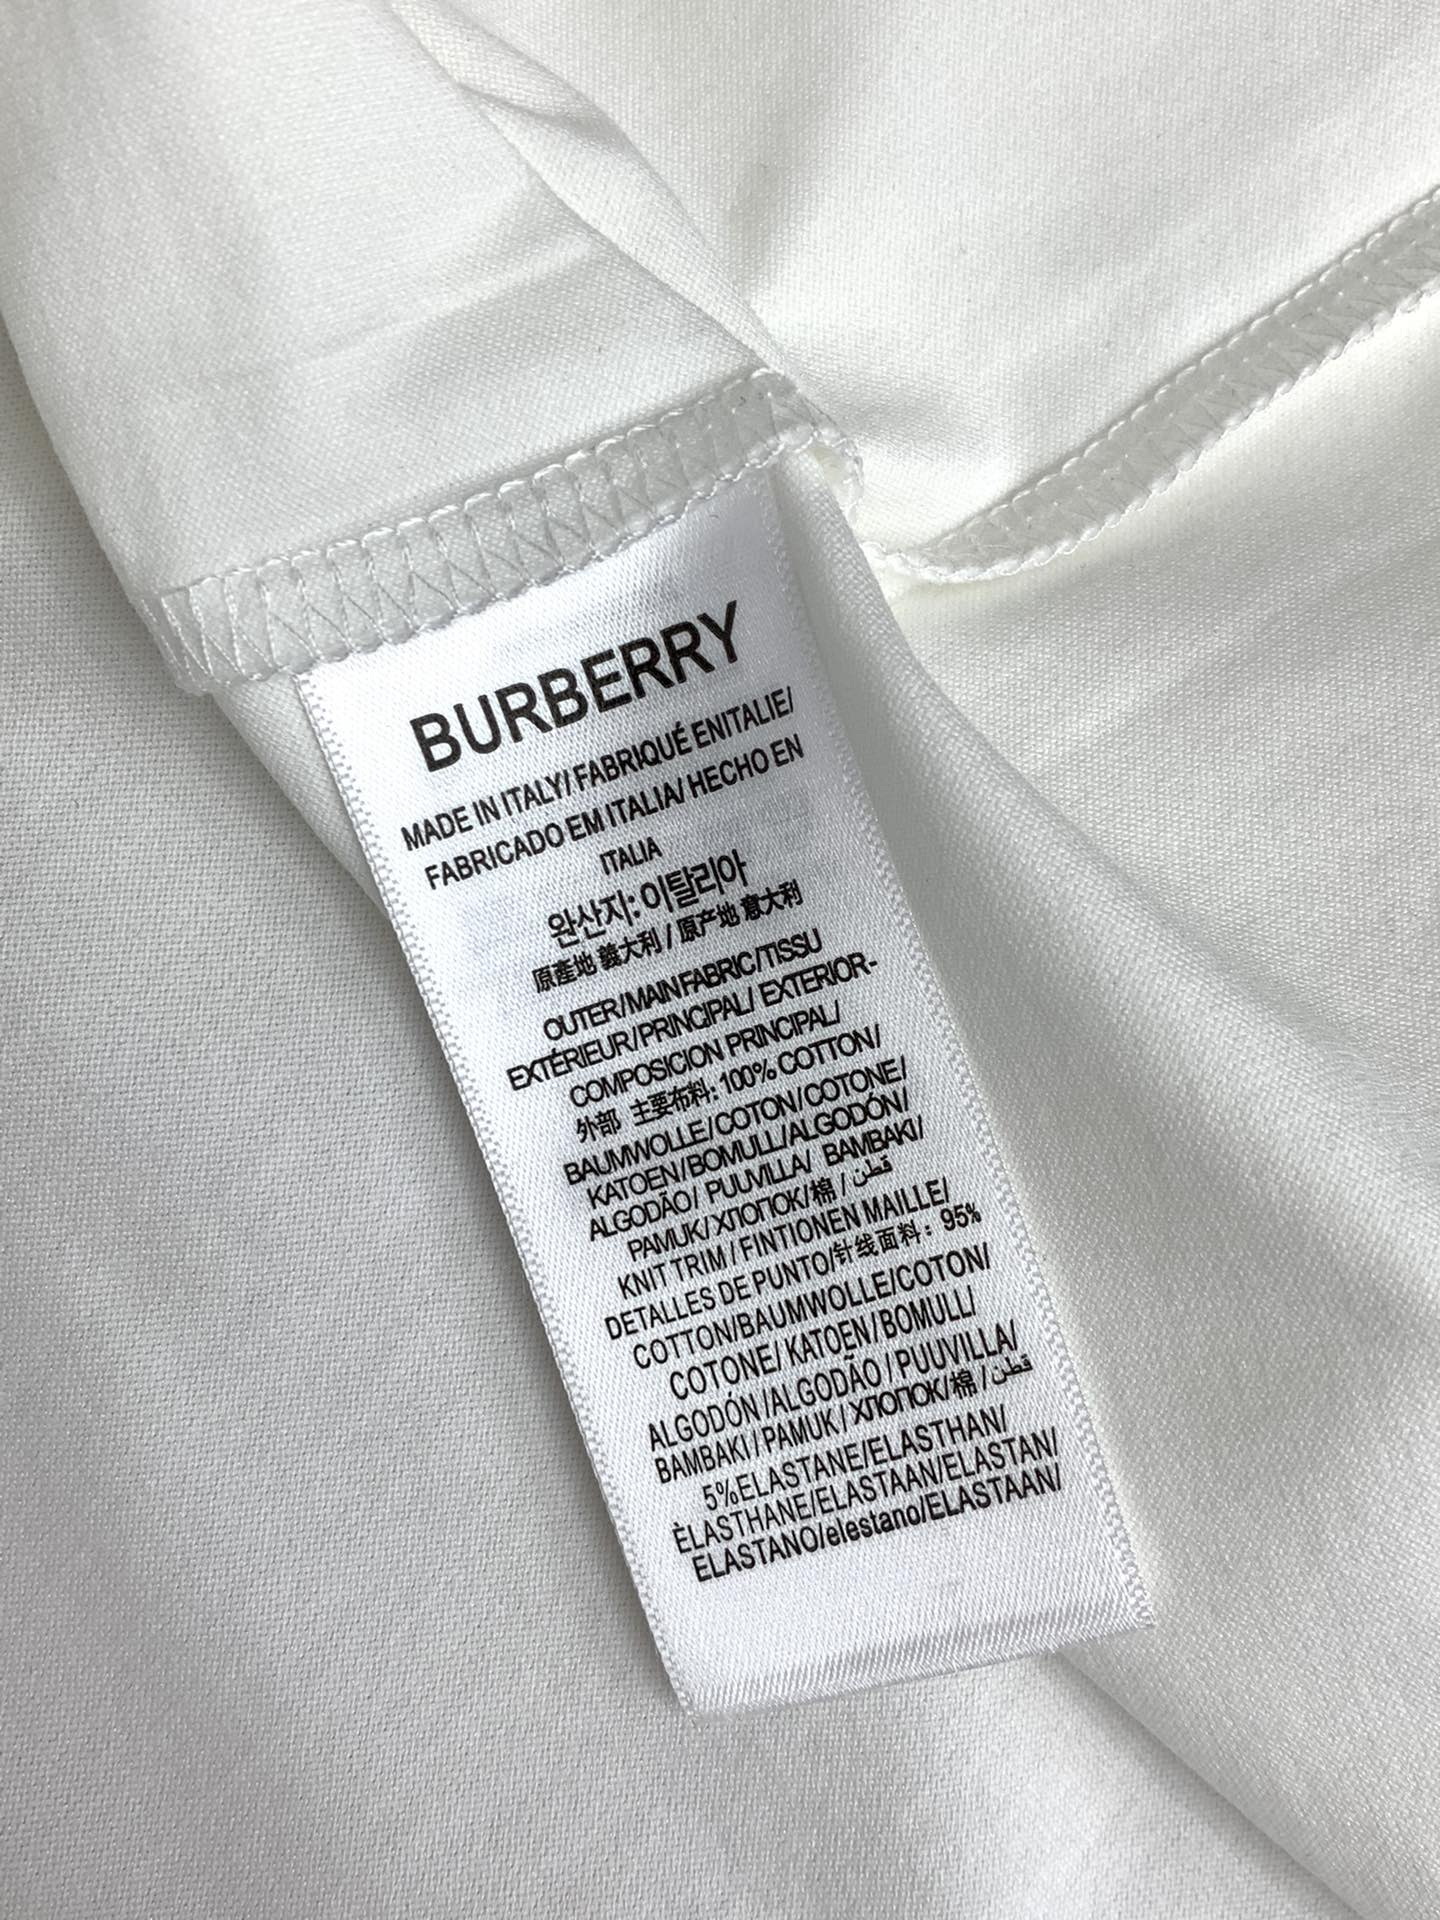 BURBERRY
MADE IN ITALY/ FABRIQUÉ ENITALIE/
FABRICADO EM ITALIA/ HECHO EN
ITALIA
완산지: 이탈리아
原產地 義大利 / 原产地 意大利
OUTER/MAIN FABRIC/TISSU
EXTÉRIEUR/PRINCIPAL/ EXTERIOR-
COMPOSICION PRINCIPAL/
外部 主要布料: 100% COTTON/
BAUMWOLLE/COTON/COTONE/
KATOEN/BOMULL/ALGODÓN/
ALGODÃO/ PUUVILLA/ BAMBAKI/
PAMUK/ХЛОПОК/棉/قطن
KNIT TRIM / FINTIONEN MAILLE/
DETALLES DE PUNTO/针线面料: 95%
COTTON/BAUMWOLLE/COTON/
COTONE/ KATOEN/BOMULL/
ALGODÓN/ALGODÃO/PUUVILLA/
BAMBAKI/PAMUK/ХЛОПОК/棉/قطن
5%ELASTANE/ELASTHAN/
ÈLASTHANE/ELASTAAN/ELASTAN/
ELASTANO/elestano/ELASTAAN/